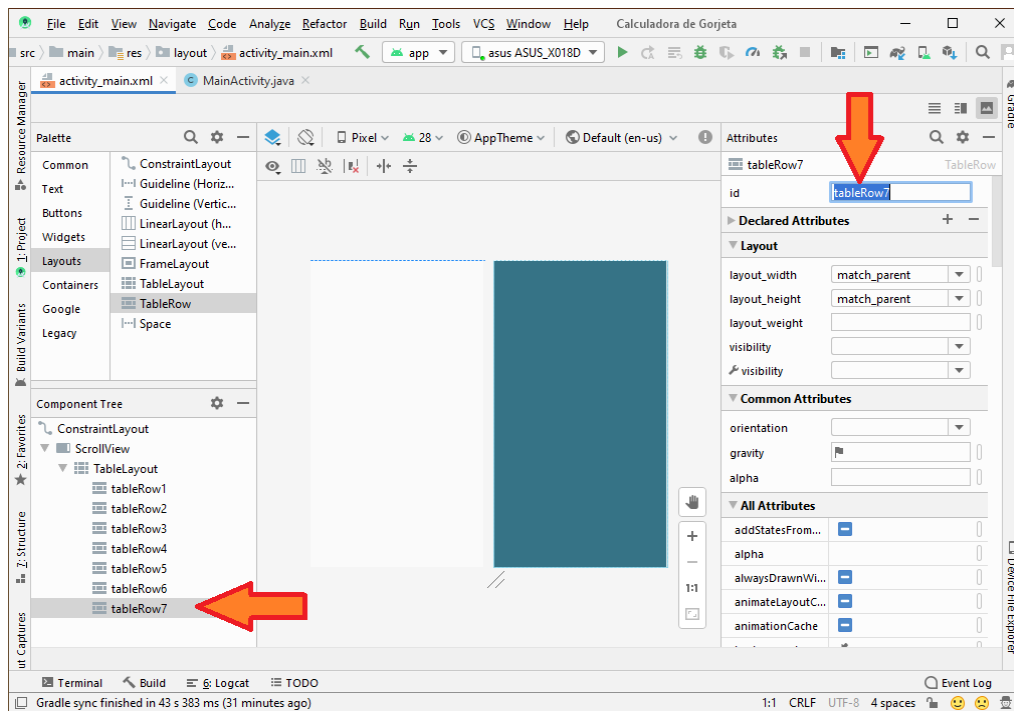 File Edit View Navigate Code Analyze Refactor Build Run Tools VCS Window Help Calculadora de Gorjeta
src main res layout activity_main.xml app asus ASUS_X018D
activity_main.xml MainActivity.java
Resource Manager
1: Project
Build Variants
2: Favorites
Z: Structure
ut Captures
Palette
Common
Text
Buttons
Widgets
Layouts
Containers
Google
Legacy
ConstraintLayout
Guideline (Horiz...
Guideline (Vertic...
LinearLayout (h...
LinearLayout (ve...
FrameLayout
TableLayout
TableRow
Space
Component Tree
ConstraintLayout
ScrollView
TableLayout
tableRow1
tableRow2
tableRow3
tableRow4
tableRow5
tableRow6
tableRow7
Pixel 28 AppTheme Default (en-us)
1:1
Attributes
tableRow7 TableRow
id tableRow7
Declared Attributes
Layout
layout_width match_parent
layout_height match_parent
layout_weight
visibility
visibility
Common Attributes
orientation
gravity
alpha
All Attributes
addStatesFrom...
alpha
alwaysDrawnWi...
animateLayoutC...
animationCache
Gradle
Device File Explorer
Terminal Build 6: Logcat TODO Event Log
Gradle sync finished in 43 s 383 ms (31 minutes ago) 1:1 CRLF UTF-8 4 spaces